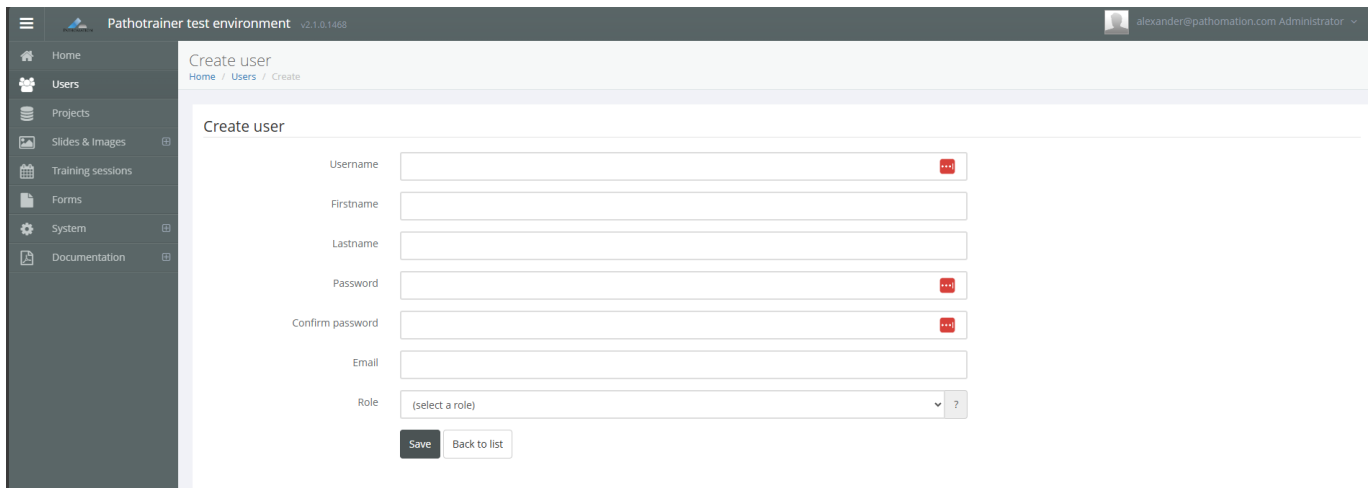 Pathotrainer test environment v2.1.0.1468
alexander@pathomation.com Administrator
Home
Users
Projects
Slides & Images
Training sessions
Forms
System
Documentation
Create user
Home / Users / Create
Create user
Username
Firstname
Lastname
Password
Confirm password
Email
Role
(select a role)
?
Save
Back to list